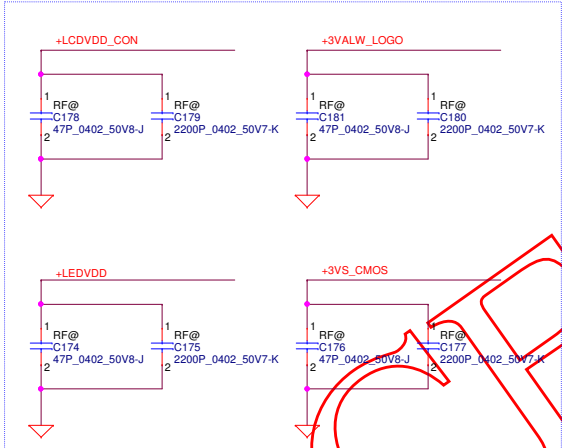 +LCDVDD_CON
1
RF@
C178
47P_0402_50V8-J
2
1
RF@
C179
2200P_0402_50V7-K
2
+3VALW_LOGO
1
RF@
C181
47P_0402_50V8-J
2
1
RF@
C180
2200P_0402_50V7-K
2
+LEDVDD
1
RF@
C174
47P_0402_50V8-J
2
1
RF@
C175
2200P_0402_50V7-K
2
+3VS_CMOS
1
RF@
C176
47P_0402_50V8-J
2
1
RF@
C177
2200P_0402_50V7-K
2